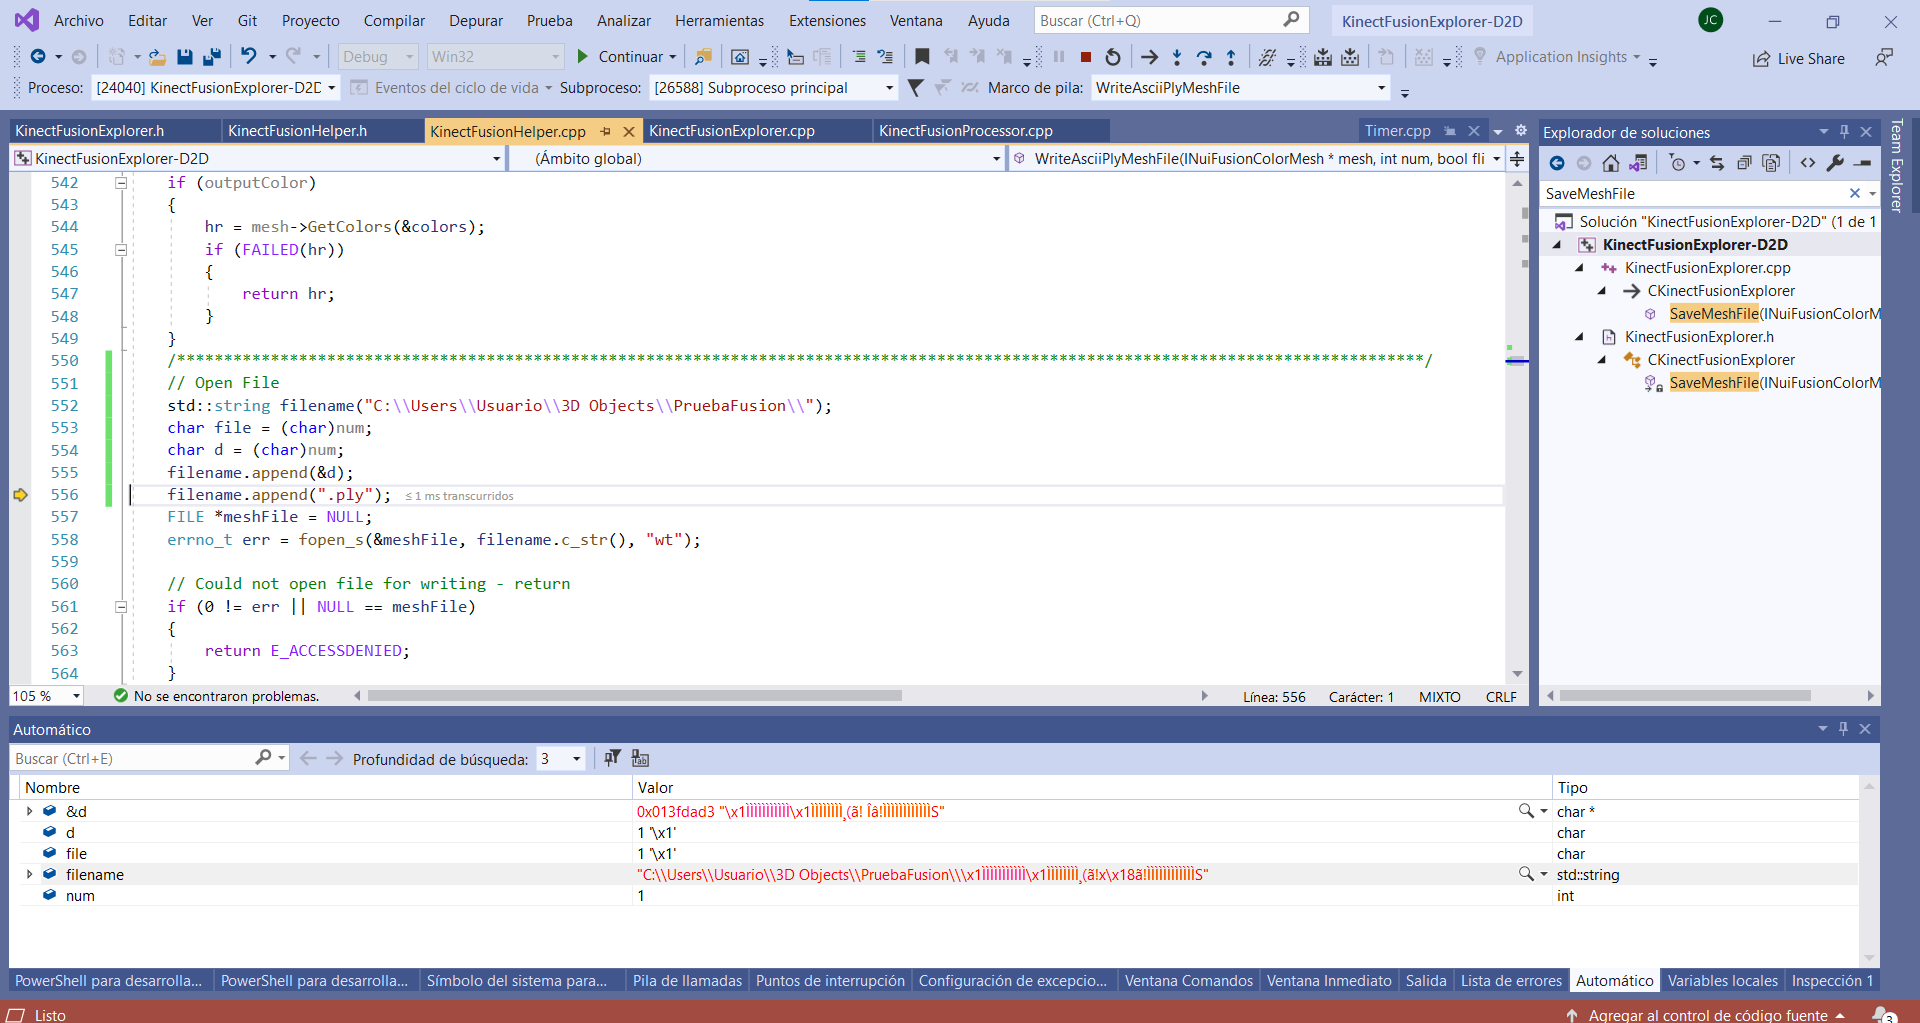 Archivo Editar Ver Git Proyecto Compilar Depurar Prueba Analizar Herramientas Extensiones Ventana Ayuda Buscar (Ctrl+Q) KinectFusionExplorer-D2D JC
Debug Win32 Continuar Application Insights Live Share
Proceso: [24040] KinectFusionExplorer-D2D Eventos del ciclo de vida Subproceso: [26588] Subproceso principal Marco de pila: WriteAsciiPlyMeshFile
KinectFusionExplorer.h KinectFusionHelper.h KinectFusionHelper.cpp KinectFusionExplorer.cpp KinectFusionProcessor.cpp Timer.cpp
KinectFusionExplorer-D2D (Ámbito global) WriteAsciiPlyMeshFile(INuiFusionColorMesh * mesh, int num, bool fli
542 if (outputColor)
543 {
544 hr = mesh->GetColors(&colors);
545 if (FAILED(hr))
546 {
547 return hr;
548 }
549 }
550 /**************************************************************************************************************************************/
551 // Open File
552 std::string filename("C:\\Users\\Usuario\\3D Objects\\PruebaFusion\\");
553 char file = (char)num;
554 char d = (char)num;
555 filename.append(&d);
556 filename.append(".ply"); ≤ 1 ms transcurridos
557 FILE *meshFile = NULL;
558 errno_t err = fopen_s(&meshFile, filename.c_str(), "wt");
559
560 // Could not open file for writing - return
561 if (0 != err || NULL == meshFile)
562 {
563 return E_ACCESSDENIED;
564 }
105 % No se encontraron problemas. Línea: 556 Carácter: 1 MIXTO CRLF
Explorador de soluciones
SaveMeshFile
Solución "KinectFusionExplorer-D2D" (1 de 1
KinectFusionExplorer-D2D
KinectFusionExplorer.cpp
CKinectFusionExplorer
SaveMeshFile(INuiFusionColorM
KinectFusionExplorer.h
CKinectFusionExplorer
SaveMeshFile(INuiFusionColorM
Team Explorer
Automático
Buscar (Ctrl+E) Profundidad de búsqueda: 3
Nombre Valor Tipo
&d 0x013fdad3 "\x1ÌÌÌÌÌÌÌÌÌÌÌ\x1ÌÌÌÌÌÌÌÌ¸(ã! Îâ!ÌÌÌÌÌÌÌÌÌÌÌÌS" char *
d 1 '\x1' char
file 1 '\x1' char
filename "C:\\Users\\Usuario\\3D Objects\\PruebaFusion\\\x1ÌÌÌÌÌÌÌÌÌÌÌ\x1ÌÌÌÌÌÌÌÌ¸(ã!x\x18ã!ÌÌÌÌÌÌÌÌÌÌÌÌS" std::string
num 1 int
PowerShell para desarrolla... PowerShell para desarrolla... Símbolo del sistema para... Pila de llamadas Puntos de interrupción Configuración de excepcio... Ventana Comandos Ventana Inmediato Salida Lista de errores Automático Variables locales Inspección 1
Listo Agregar al control de código fuente 3